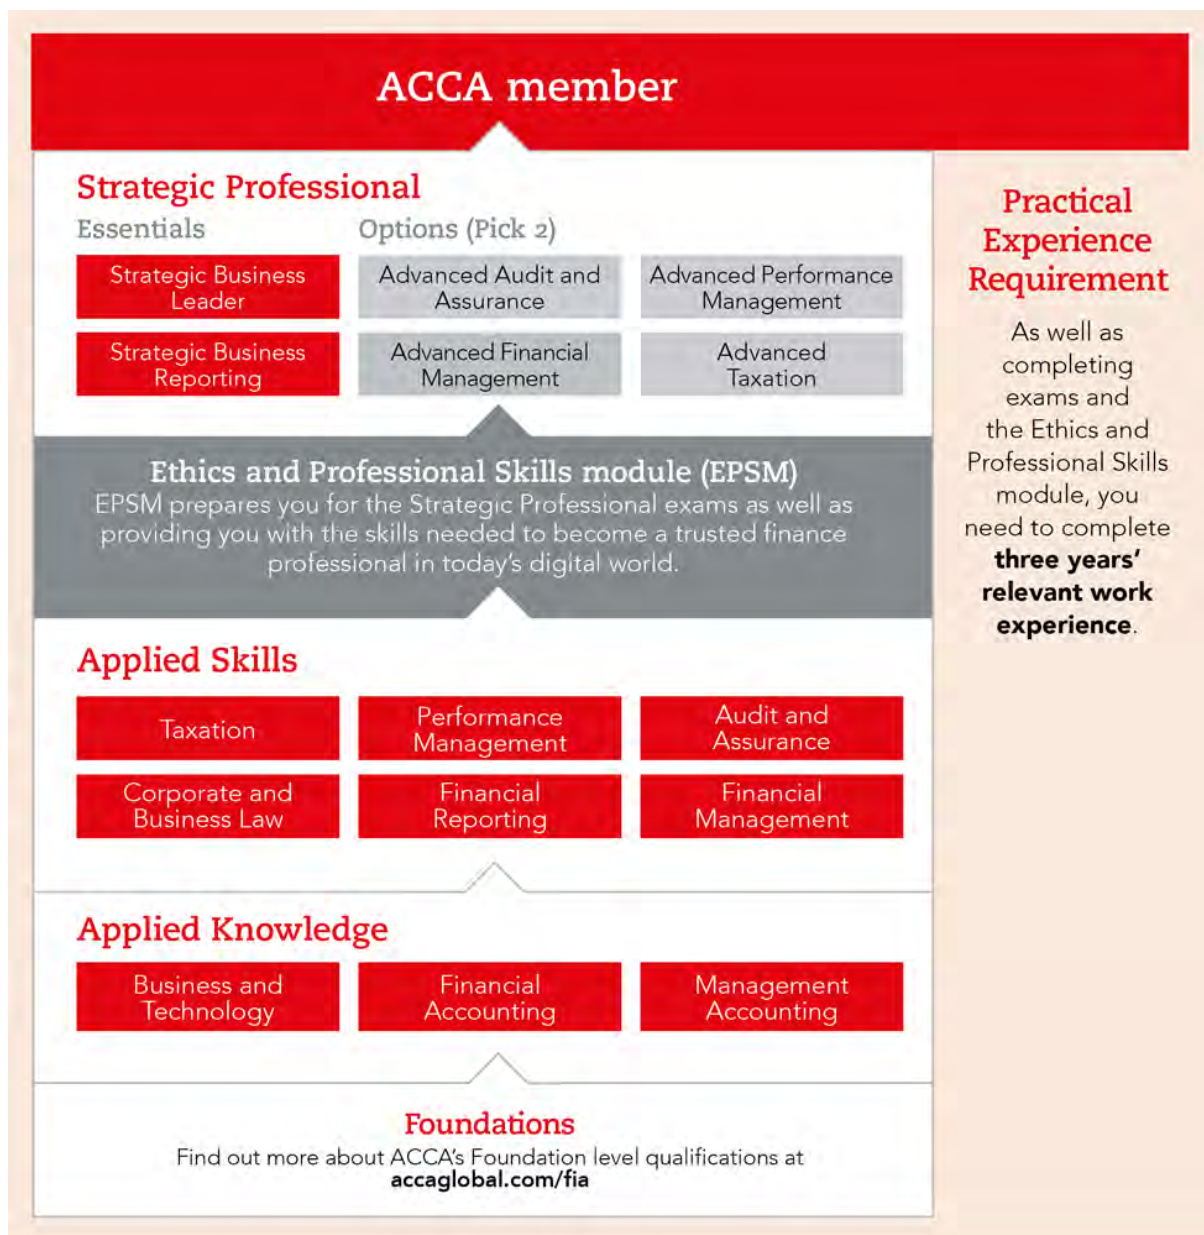 ACCA member
Strategic Professional
Essentials
Options (Pick 2)
Strategic Business
Leader
Advanced Audit and
Assurance
Advanced Performance
Management
Strategic Business
Reporting
Advanced Financial
Management
Advanced
Taxation
Ethics and Professional Skills module (EPSM)
EPSM prepares you for the Strategic Professional exams as well as
providing you with the skills needed to become a trusted finance
professional in today's digital world.
Applied Skills
Taxation
Performance
Management
Audit and
Assurance
Corporate and
Business Law
Financial
Reporting
Financial
Management
Applied Knowledge
Business and
Technology
Financial
Accounting
Management
Accounting
Foundations
Find out more about ACCA's Foundation level qualifications at
accaglobal.com/fia
Practical
Experience
Requirement
As well as
completing
exams and
the Ethics and
Professional Skills
module, you
need to complete
three years'
relevant work
experience.